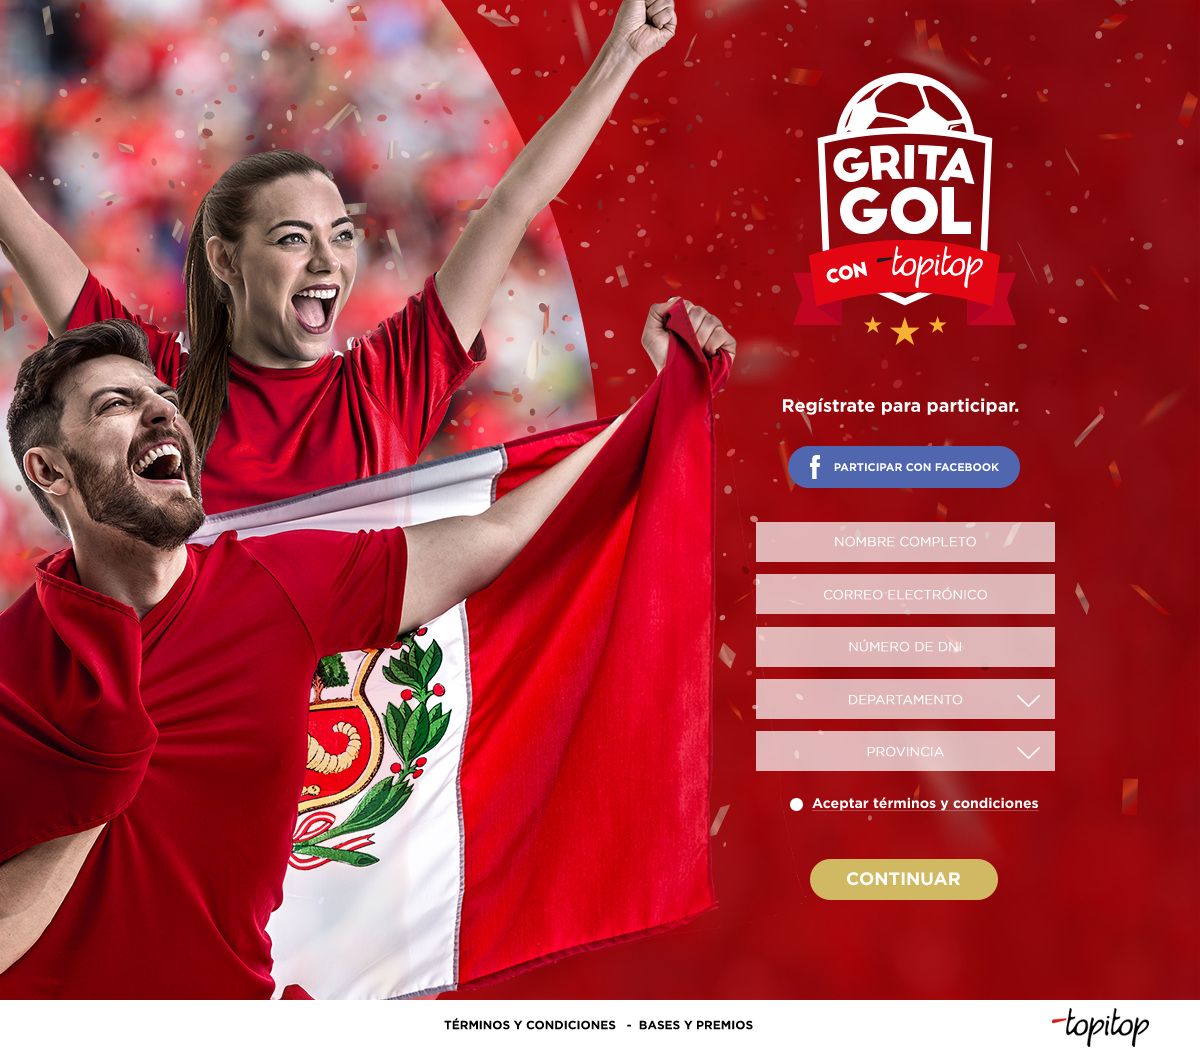 GRITA
GOL
CON topitop
Regístrate para participar.
f PARTICIPAR CON FACEBOOK
NOMBRE COMPLETO
CORREO ELECTRÓNICO
NÚMERO DE DNI
DEPARTAMENTO
PROVINCIA
Aceptar términos y condiciones
CONTINUAR
TÉRMINOS Y CONDICIONES - BASES Y PREMIOS
topitop